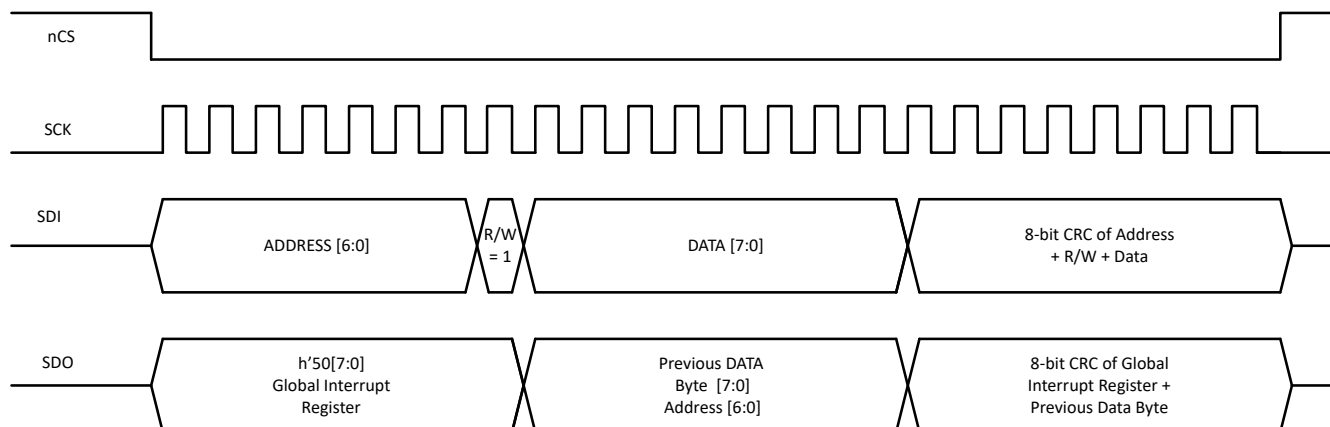 nCS
SCK
SDI
ADDRESS [6:0]
R/W
= 1
DATA [7:0]
8-bit CRC of Address
+ R/W + Data
SDO
h'50[7:0]
Global Interrupt
Register
Previous DATA
Byte [7:0]
Address [6:0]
8-bit CRC of Global
Interrupt Register +
Previous Data Byte